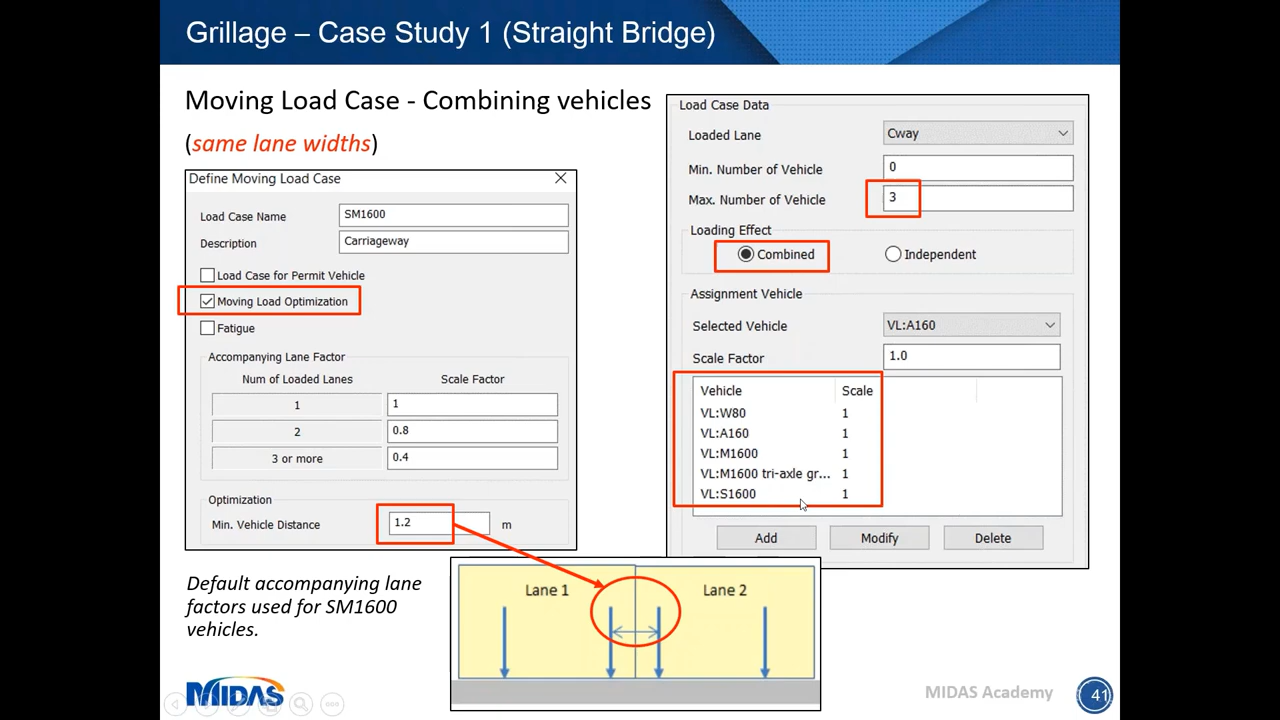 Grillage – Case Study 1 (Straight Bridge)
Moving Load Case - Combining vehicles
(same lane widths)
Define Moving Load Case
Load Case Name SM1600
Description Carriageway
Load Case for Permit Vehicle
Moving Load Optimization
Fatigue
Accompanying Lane Factor
Num of Loaded Lanes Scale Factor
1 1
2 0.8
3 or more 0.4
Optimization
Min. Vehicle Distance 1.2 m
Default accompanying lane
factors used for SM1600
vehicles.
Load Case Data
Loaded Lane Cway
Min. Number of Vehicle 0
Max. Number of Vehicle 3
Loading Effect
Combined Independent
Assignment Vehicle
Selected Vehicle VL:A160
Scale Factor 1.0
Vehicle Scale
VL:W80 1
VL:A160 1
VL:M1600 1
VL:M1600 tri-axle gr... 1
VL:S1600 1
Add Modify Delete
Lane 1 Lane 2
MIDAS
MIDAS Academy 41